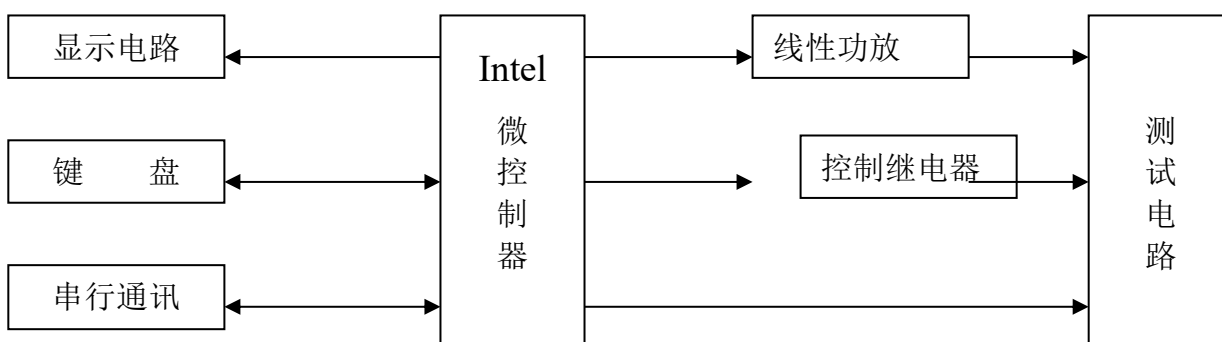 显示电路
键 盘
串行通讯
Intel
微
控
制
器
线性功放
控制继电器
测
试
电
路